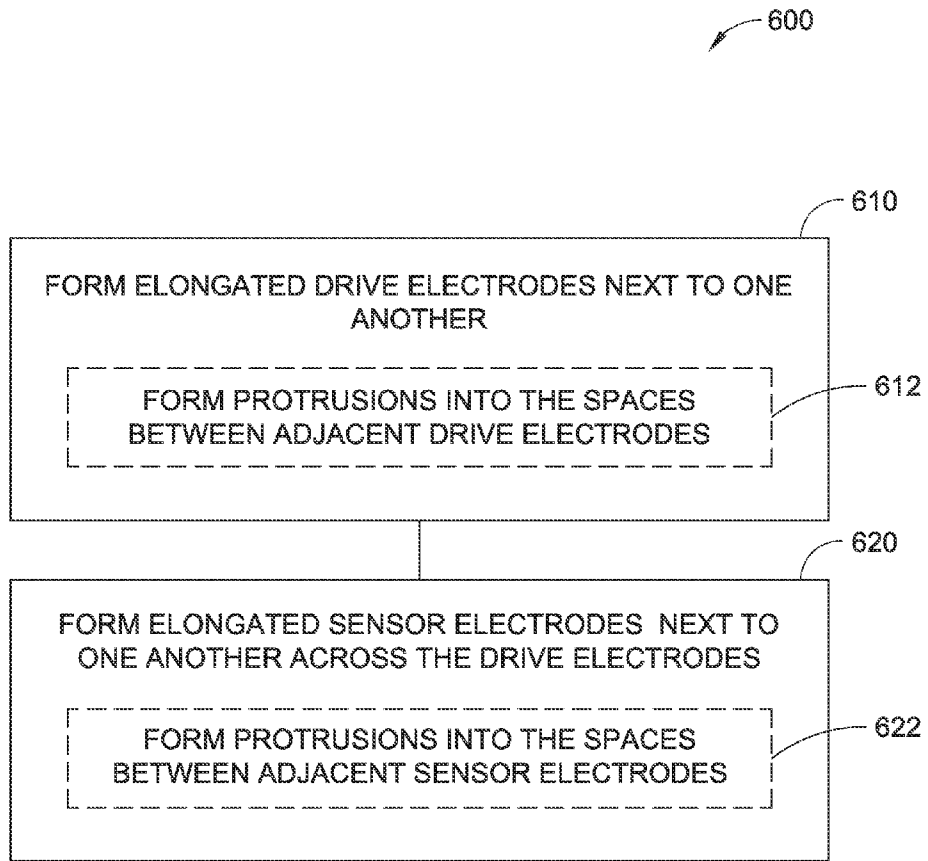 600
610
FORM ELONGATED DRIVE ELECTRODES NEXT TO ONE
ANOTHER
FORM PROTRUSIONS INTO THE SPACES
BETWEEN ADJACENT DRIVE ELECTRODES
612
620
FORM ELONGATED SENSOR ELECTRODES NEXT TO
ONE ANOTHER ACROSS THE DRIVE ELECTRODES
FORM PROTRUSIONS INTO THE SPACES
BETWEEN ADJACENT SENSOR ELECTRODES
622